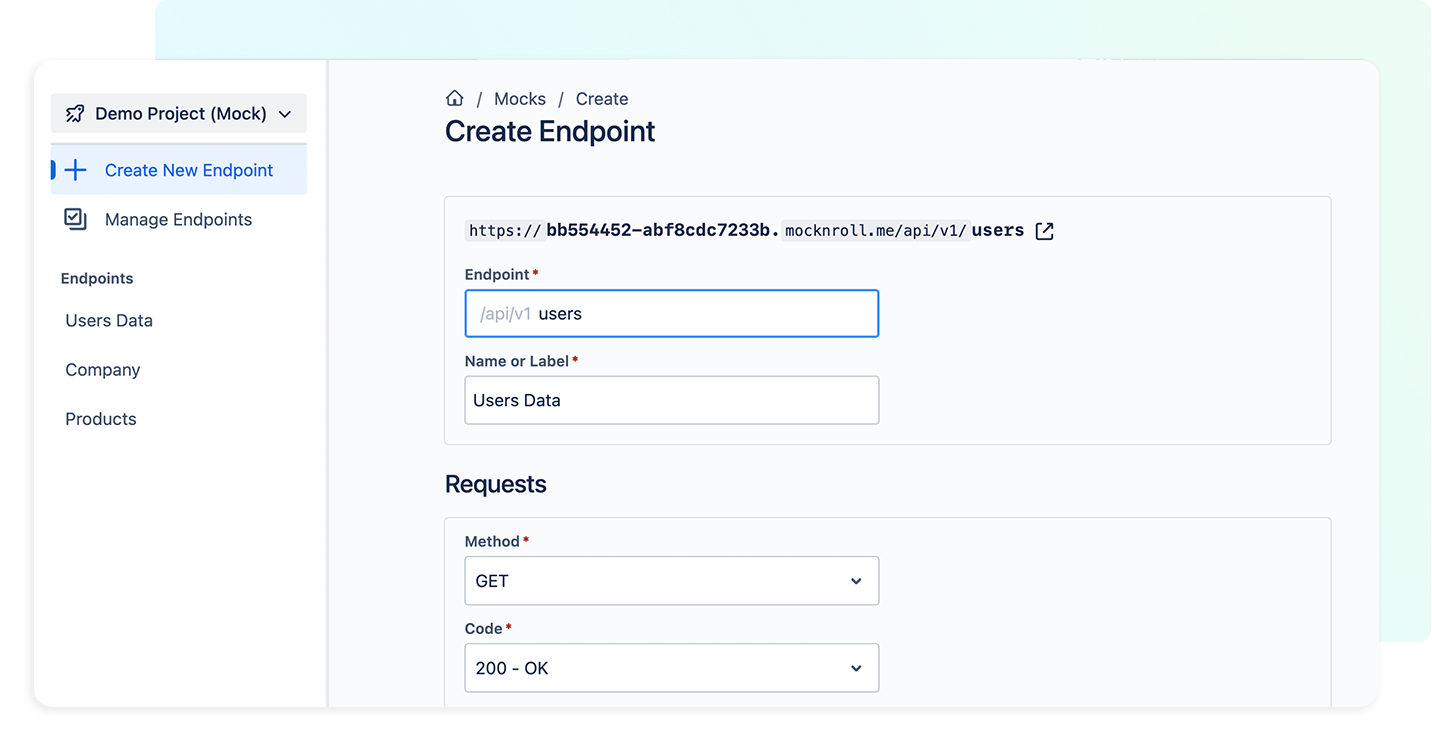 Demo Project (Mock)
Create New Endpoint
Manage Endpoints
Endpoints
Users Data
Company
Products
/ Mocks / Create
Create Endpoint
https://bb554452-abf8cdc7233b.mocknroll.me/api/v1/users
Endpoint*
/api/v1 users
Name or Label*
Users Data
Requests
Method*
GET
Code*
200 - OK